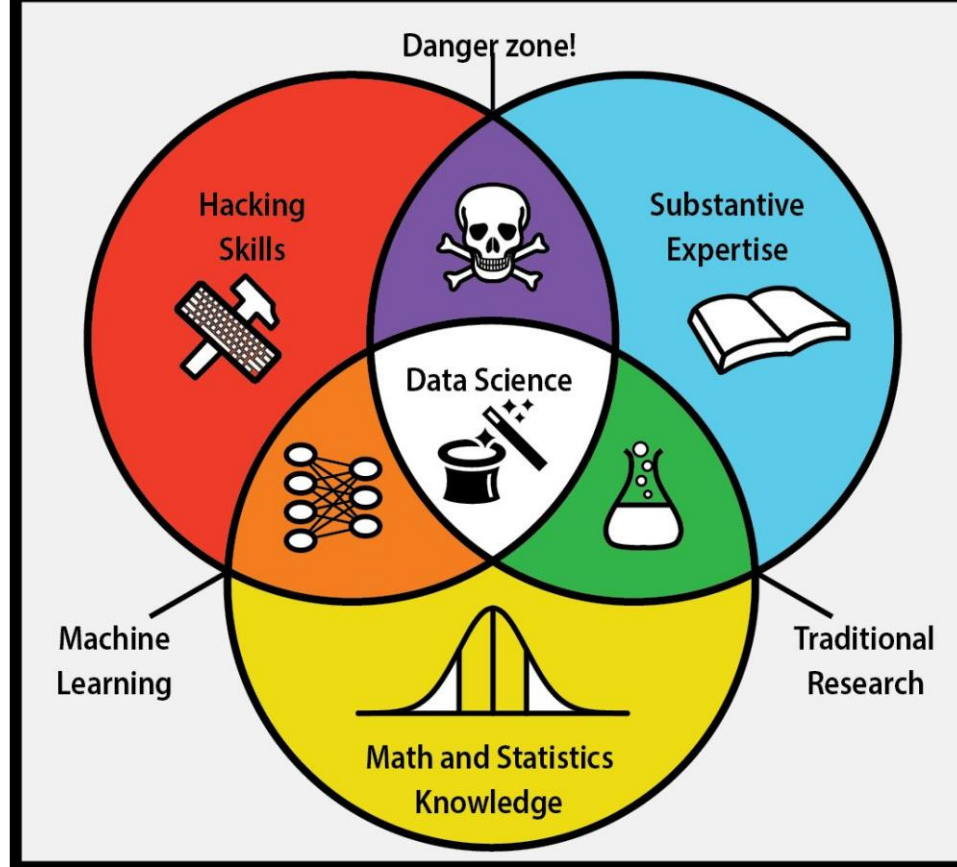 Danger zone!
Hacking
Skills
Substantive
Expertise
Data Science
Machine
Learning
Traditional
Research
Math and Statistics
Knowledge